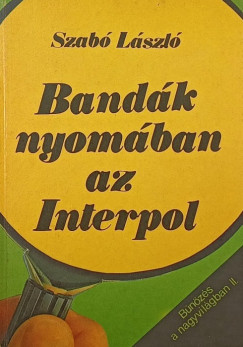 Szabó László
Bandák
nyomában
az
Interpol
Bűnözés
a nagyvilágban II.